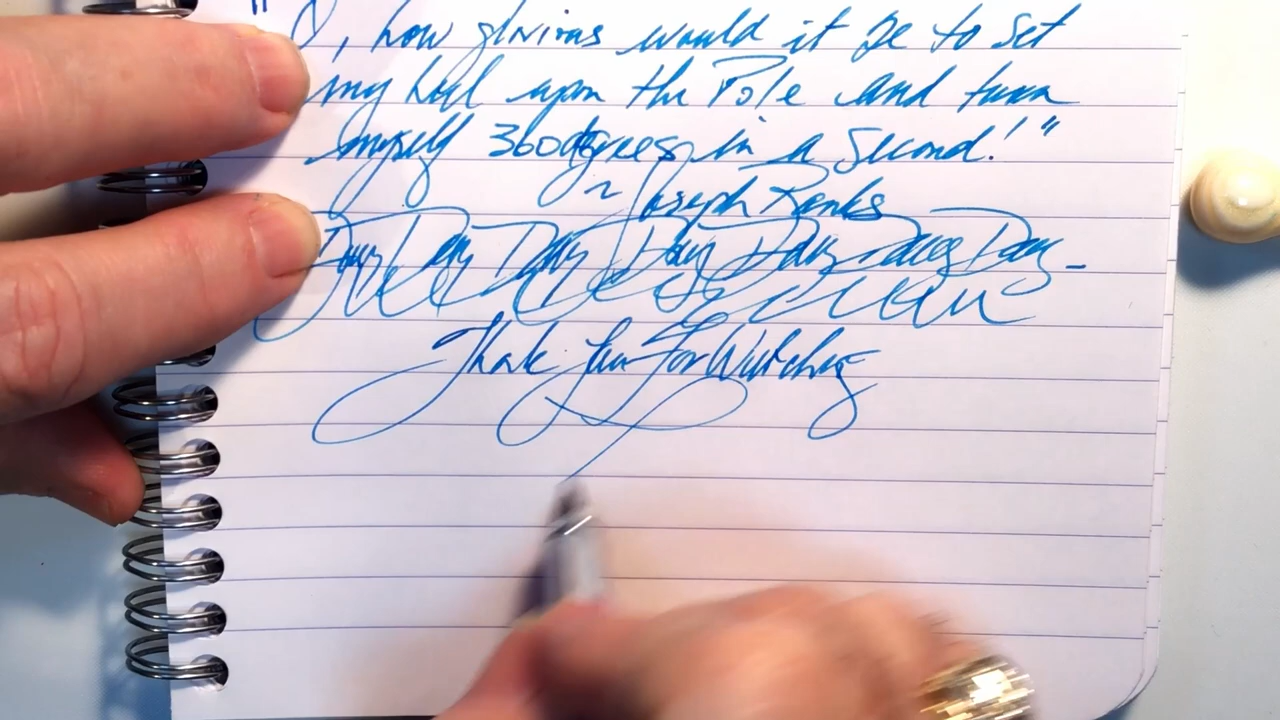 "O, how glorious would it be to set
my heel upon the Pole and turn
myself 360 degrees in a Second!"
~ Joseph Banks
Day Day Day Day Day Day
Thank You For Watching